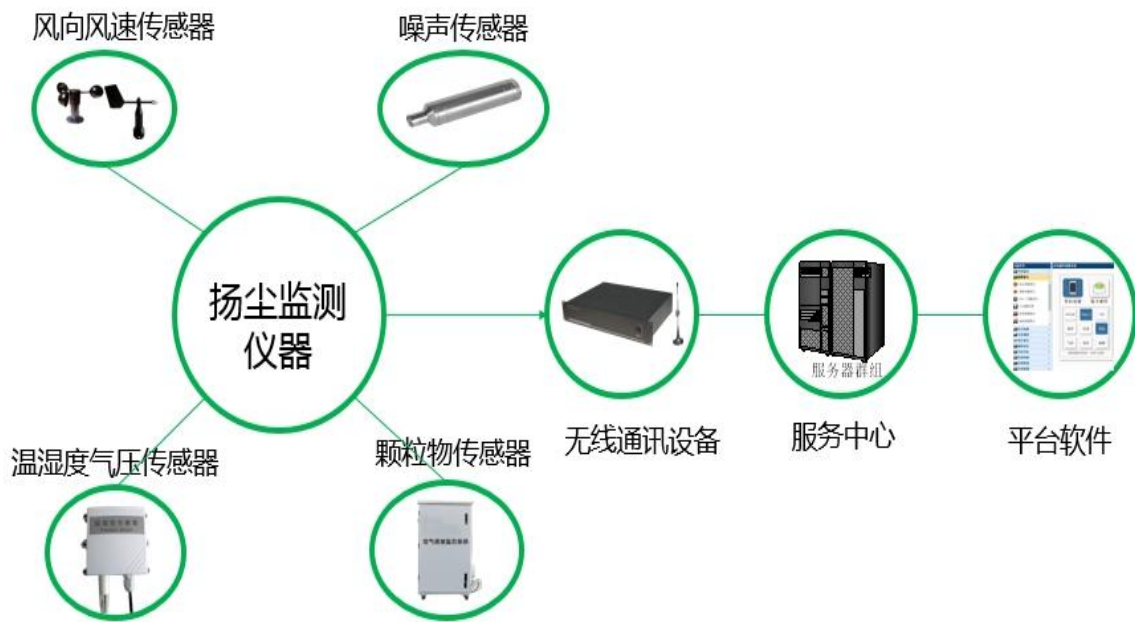 风向风速传感器
噪声传感器
扬尘监测
仪器
服务器群组
无线通讯设备
服务中心
平台软件
温湿度气压传感器
颗粒物传感器